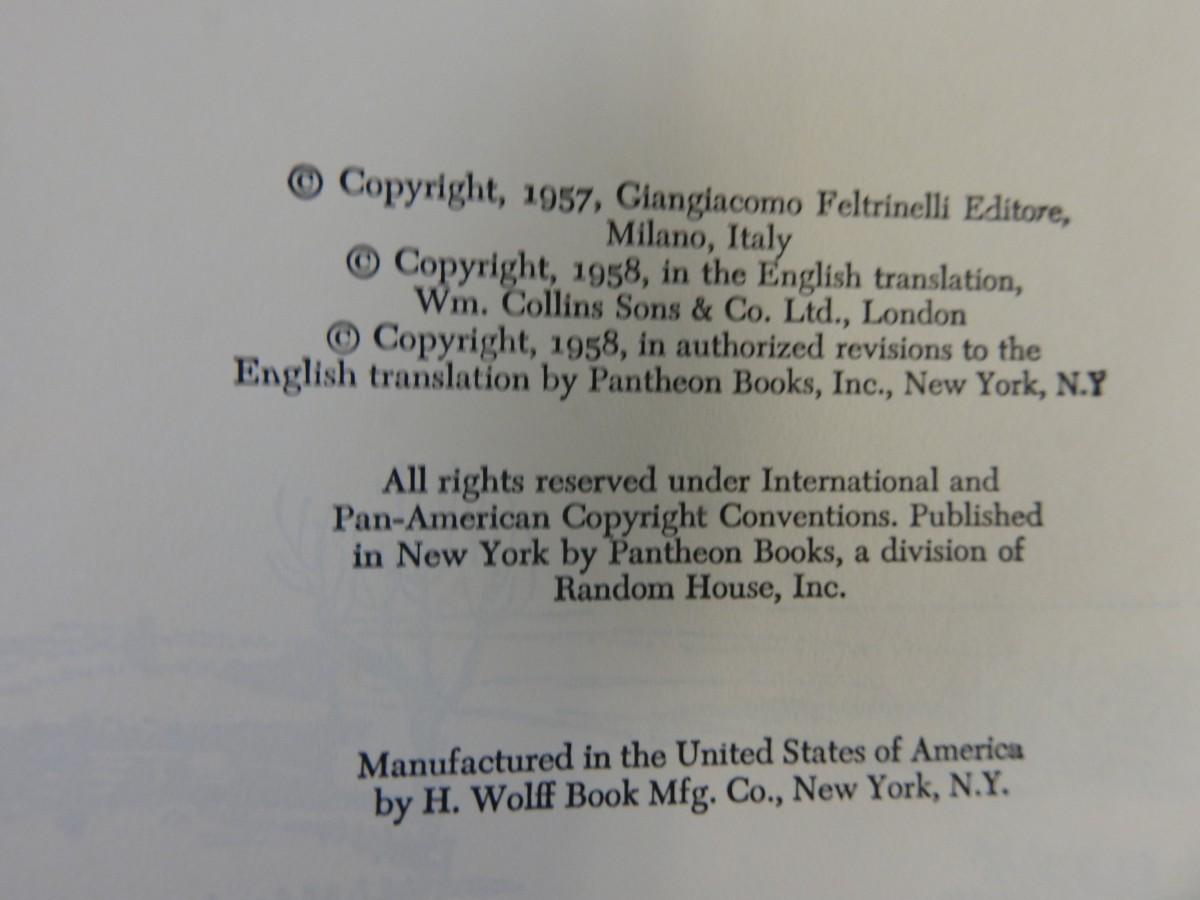 © Copyright, 1957, Giangiacomo Feltrinelli Editore,
Milano, Italy
© Copyright, 1958, in the English translation,
Wm. Collins Sons & Co. Ltd., London
© Copyright, 1958, in authorized revisions to the
English translation by Pantheon Books, Inc., New York, N.Y
All rights reserved under International and
Pan-American Copyright Conventions. Published
in New York by Pantheon Books, a division of
Random House, Inc.
Manufactured in the United States of America
by H. Wolff Book Mfg. Co., New York, N.Y.